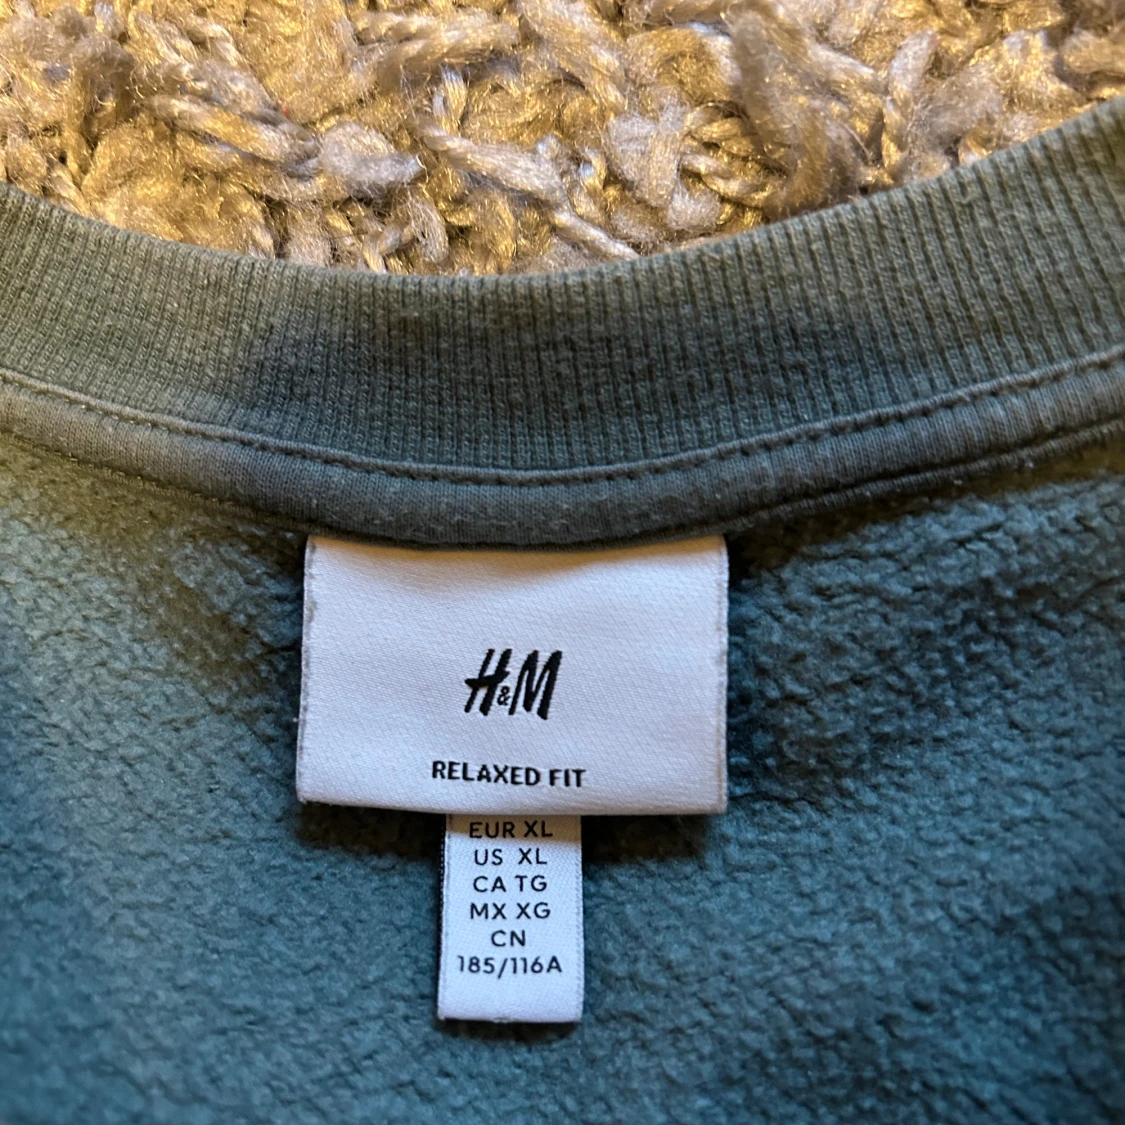 H&M
RELAXED FIT
EUR XL
US XL
CA TG
MX XG
CN
185/116A